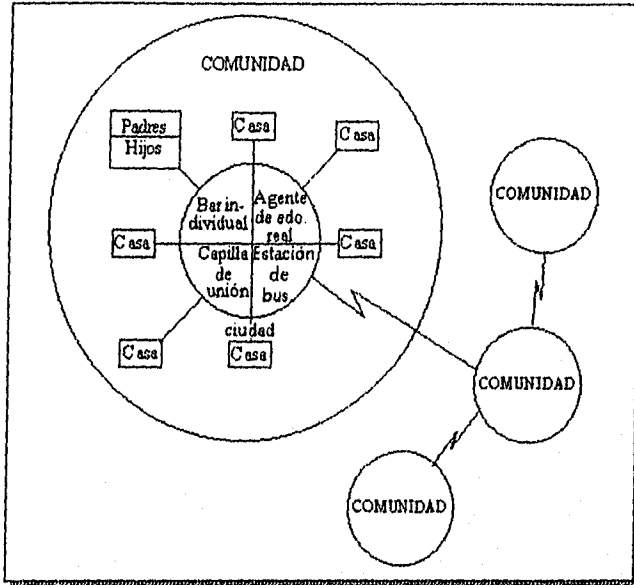 COMUNIDAD
Padres
Hijos
Casa
Casa
Bar in-
dividual
Agente
de edo.
real
Casa
Capilla
de
unión
Estación
de
bus
Casa
ciudad
Casa
Casa
COMUNIDAD
COMUNIDAD
COMUNIDAD